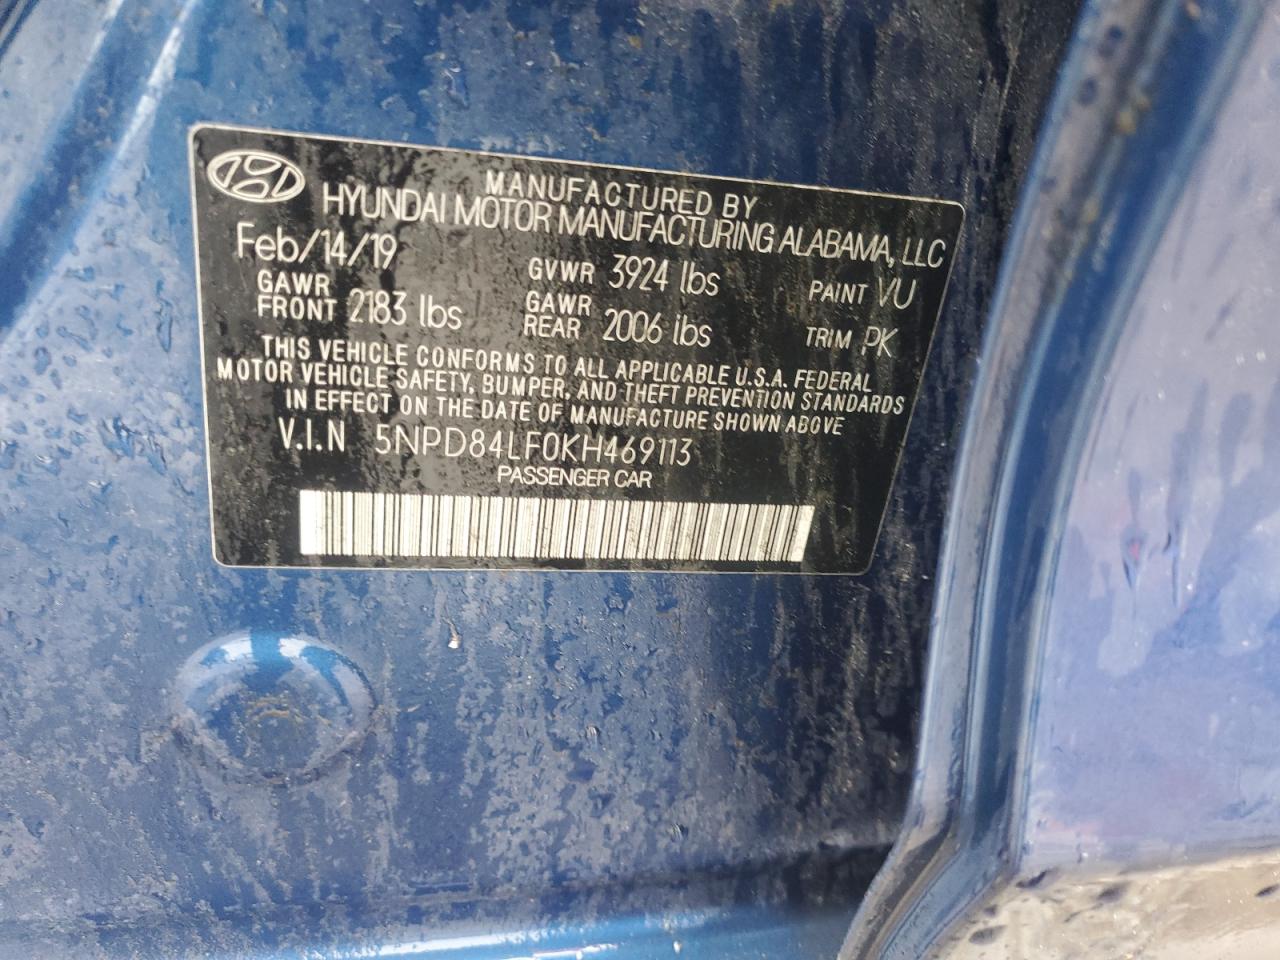 MANUFACTURED BY
HYUNDAI MOTOR MANUFACTURING ALABAMA, LLC
Feb/14/19
GAWR FRONT 2183 lbs
GVWR 3924 lbs
GAWR REAR 2006 lbs
PAINT VU
TRIM PK
THIS VEHICLE CONFORMS TO ALL APPLICABLE U.S.A. FEDERAL
MOTOR VEHICLE SAFETY, BUMPER, AND THEFT PREVENTION STANDARDS
IN EFFECT ON THE DATE OF MANUFACTURE SHOWN ABOVE
V.I.N 5NPD84LF0KH469113
PASSENGER CAR